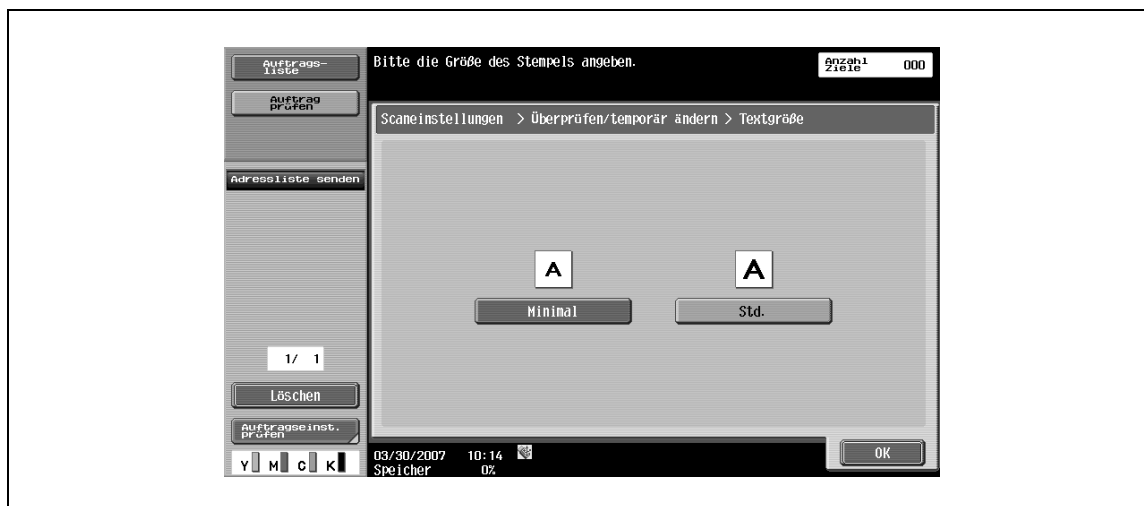 Auftrags-
liste
Auftrag
prüfen
Adressliste senden
1/ 1
Löschen
Auftragseinst.
prüfen
Y M C K
Bitte die Größe des Stempels angeben.
Anzahl
Ziele 000
Scaneinstellungen > Überprüfen/temporär ändern > Textgröße
A A
Minimal Std.
03/30/2007 10:14
Speicher 0%
OK